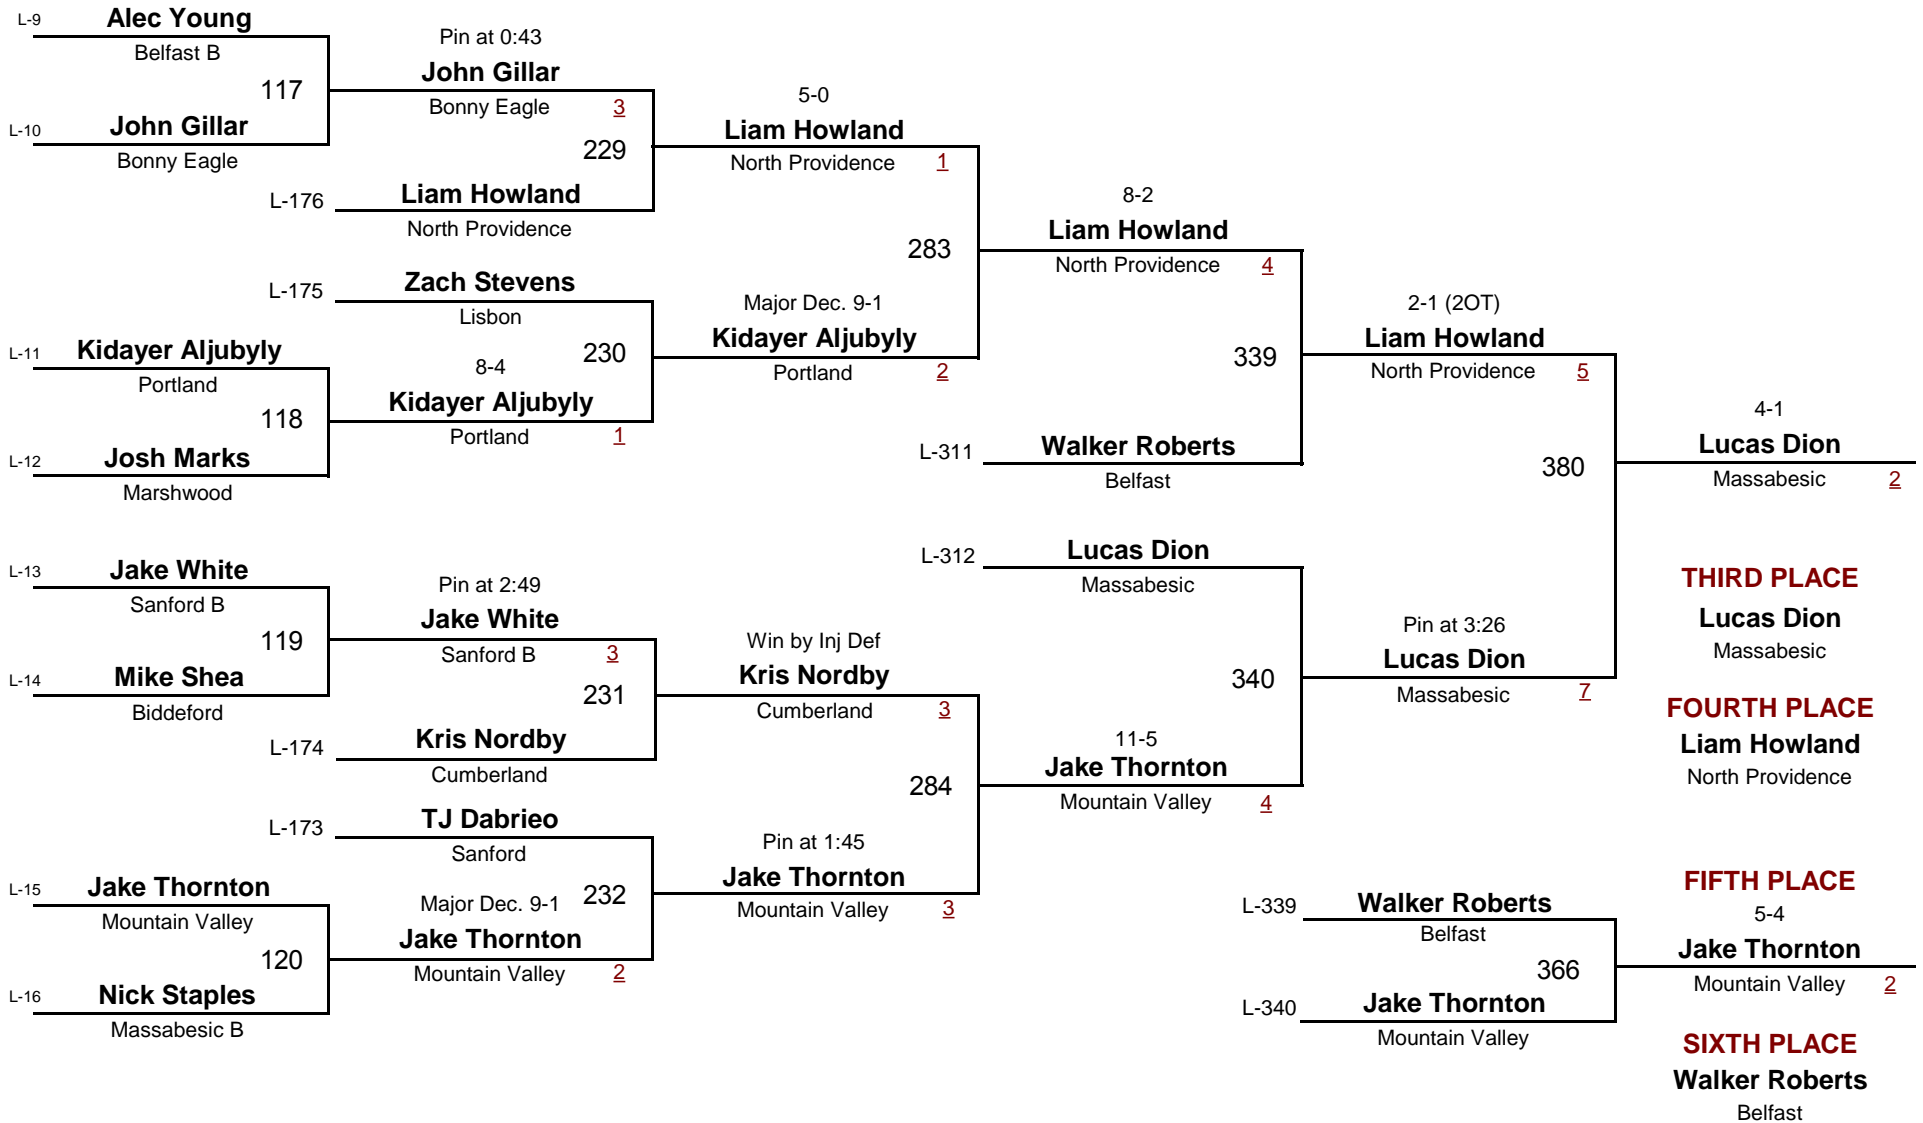 L-9
Alec Young
Belfast B
117
L-10
John Gillar
Bonny Eagle
Pin at 0:43
John Gillar
Bonny Eagle 3
229
L-176
Liam Howland
North Providence
5-0
Liam Howland
North Providence 1
L-175
Zach Stevens
Lisbon
230
L-11
Kidayer Aljubyly
Portland
118
L-12
Josh Marks
Marshwood
8-4
Kidayer Aljubyly
Portland 1
Major Dec. 9-1
Kidayer Aljubyly
Portland 2
283
8-2
Liam Howland
North Providence 4
339
L-311
Walker Roberts
Belfast
2-1 (2OT)
Liam Howland
North Providence 5
380
4-1
Lucas Dion
Massabesic 2
L-13
Jake White
Sanford B
119
L-14
Mike Shea
Biddeford
Pin at 2:49
Jake White
Sanford B 3
231
L-174
Kris Nordby
Cumberland
Win by Inj Def
Kris Nordby
Cumberland 3
284
L-173
TJ Dabrieo
Sanford
232
L-15
Jake Thornton
Mountain Valley
120
L-16
Nick Staples
Massabesic B
Major Dec. 9-1
Jake Thornton
Mountain Valley 2
Pin at 1:45
Jake Thornton
Mountain Valley 3
L-312
Lucas Dion
Massabesic
340
11-5
Jake Thornton
Mountain Valley 4
Pin at 3:26
Lucas Dion
Massabesic 7
THIRD PLACE
Lucas Dion
Massabesic
FOURTH PLACE
Liam Howland
North Providence
L-339
Walker Roberts
Belfast
366
L-340
Jake Thornton
Mountain Valley
FIFTH PLACE
5-4
Jake Thornton
Mountain Valley 2
SIXTH PLACE
Walker Roberts
Belfast